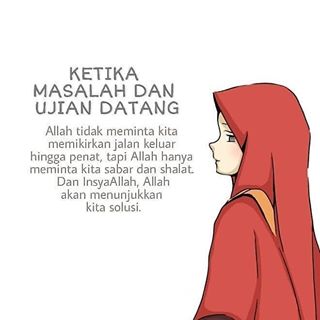 KETIKA
MASALAH DAN
UJIAN DATANG
Allah tidak meminta kita
memikirkan jalan keluar
hingga penat, tapi Allah hanya
meminta kita sabar dan shalat.
Dan InsyaAllah, Allah
akan menunjukkan
kita solusi.